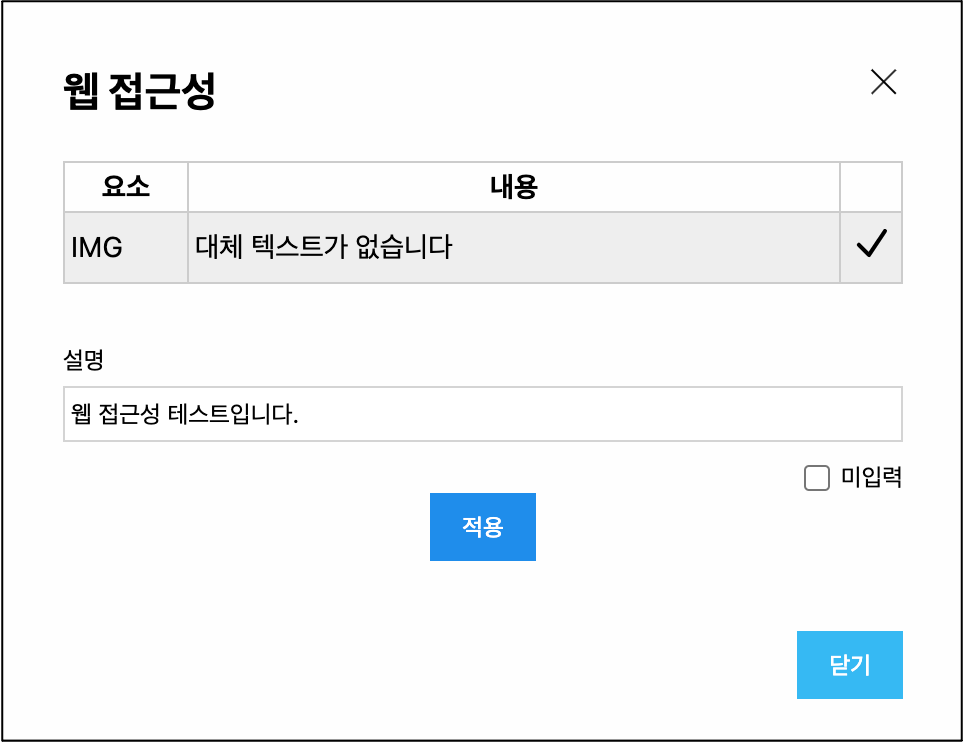 웹 접근성
요소 내용
IMG 대체 텍스트가 없습니다
설명
웹 접근성 테스트입니다.
미입력
적용
닫기